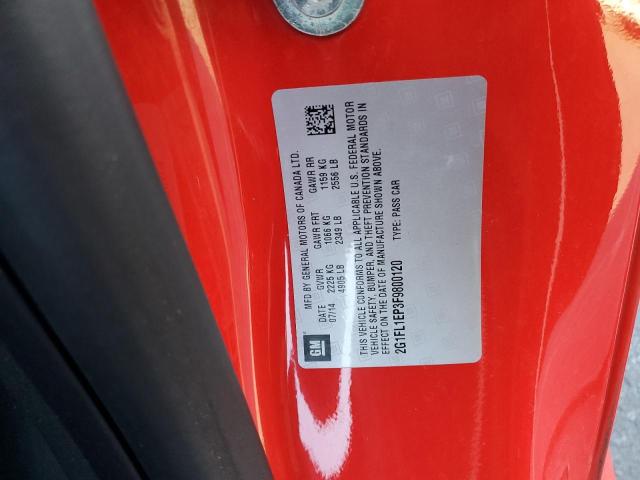 MFD BY GENERAL MOTORS OF CANADA LTD.
DATE GVWR GAWR FRT GAWR RR
07/14 2225 KG 1066 KG 1159 KG
4905 LB 2349 LB 2556 LB
THIS VEHICLE CONFORMS TO ALL APPLICABLE U.S. FEDERAL MOTOR
VEHICLE SAFETY, BUMPER, AND THEFT PREVENTION STANDARDS IN
EFFECT ON THE DATE OF MANUFACTURE SHOWN ABOVE.
2G1FL1EP3F9800120 TYPE: PASS CAR
GM